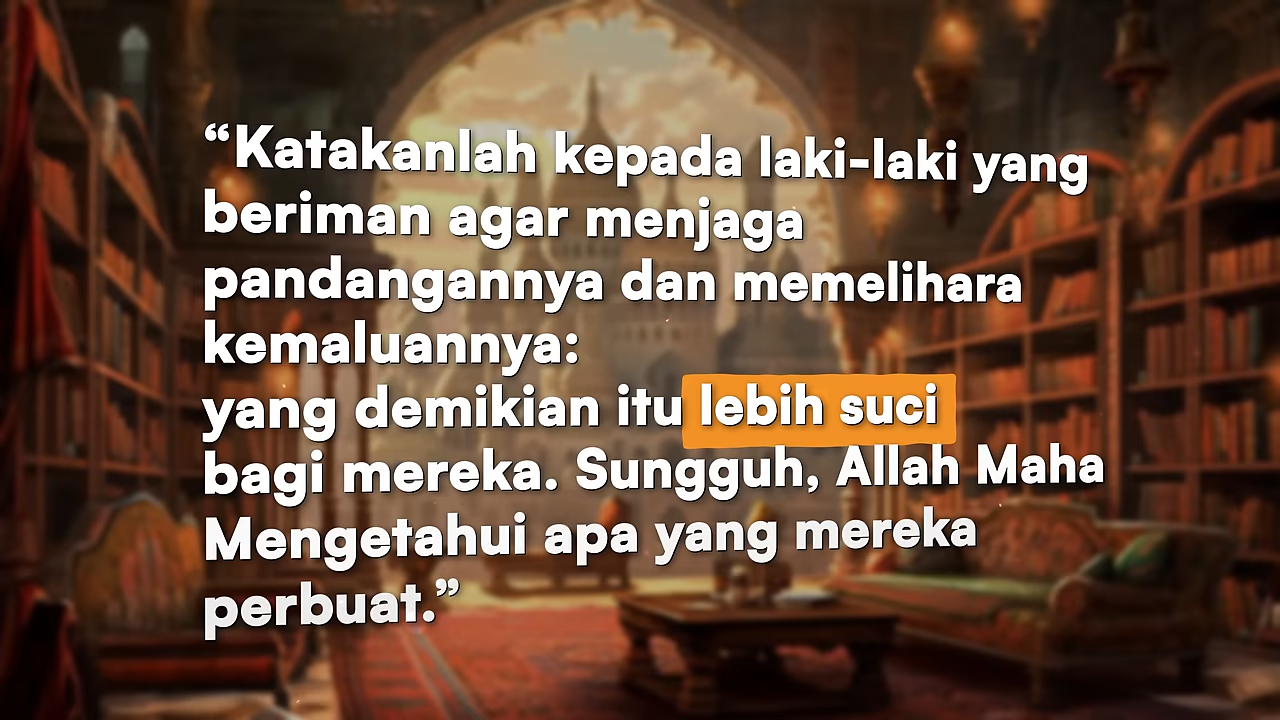 “Katakanlah kepada laki-laki yang
beriman agar menjaga
pandangannya dan memelihara
kemaluannya:
yang demikian itu lebih suci
bagi mereka. Sungguh, Allah Maha
Mengetahui apa yang mereka
perbuat.”